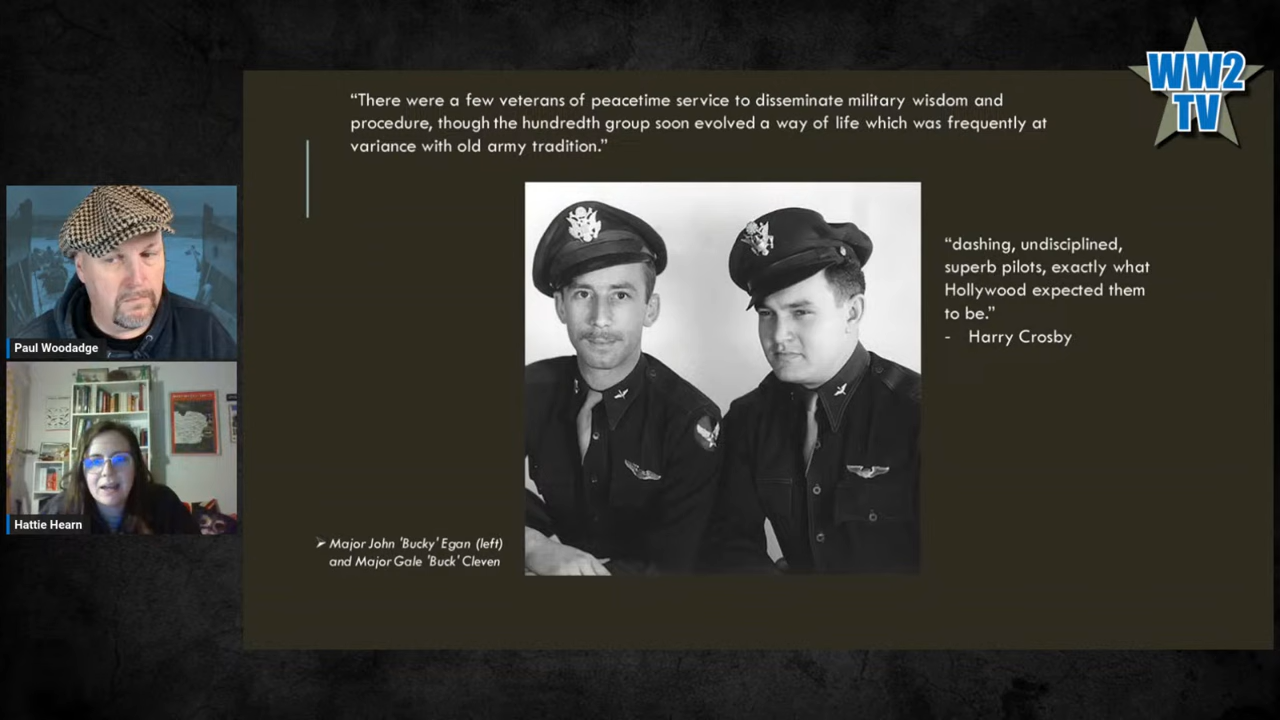 WW2
TV
“There were a few veterans of peacetime service to disseminate military wisdom and
procedure, though the hundredth group soon evolved a way of life which was frequently at
variance with old army tradition.”
“dashing, undisciplined,
superb pilots, exactly what
Hollywood expected them
to be.”
- Harry Crosby
Paul Woodadge
Hattie Hearn
➢ Major John 'Bucky' Egan (left)
and Major Gale 'Buck' Cleven